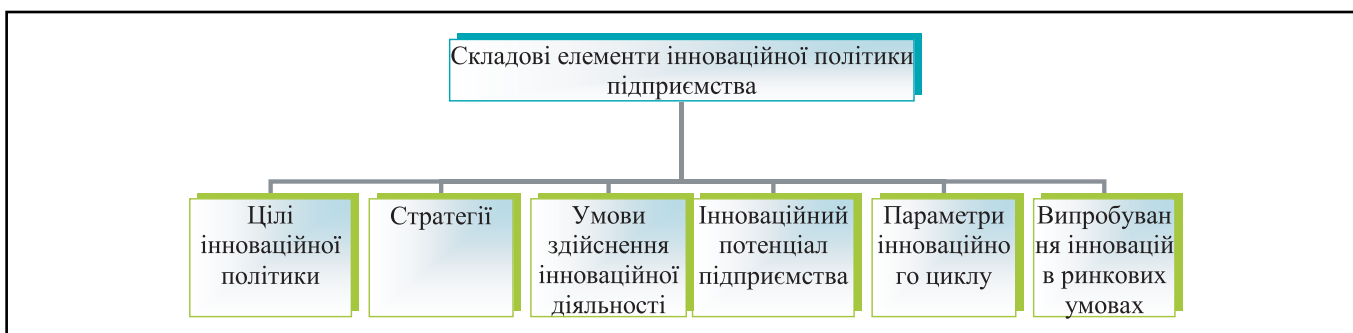 Складові елементи інноваційної політики
підприємства
Цілі
інноваційної
політики
Стратегії
Умови
здійснення
інноваційної
діяльності
Інноваційний
потенціал
підприємства
Параметри
інноваційно
го циклу
Випробуван
ня інновацій
в ринкових
умовах